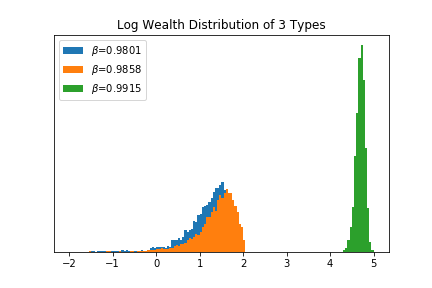 Log Wealth Distribution of 3 Types
β=0.9801
β=0.9858
β=0.9915
−2 −1 0 1 2 3 4 5